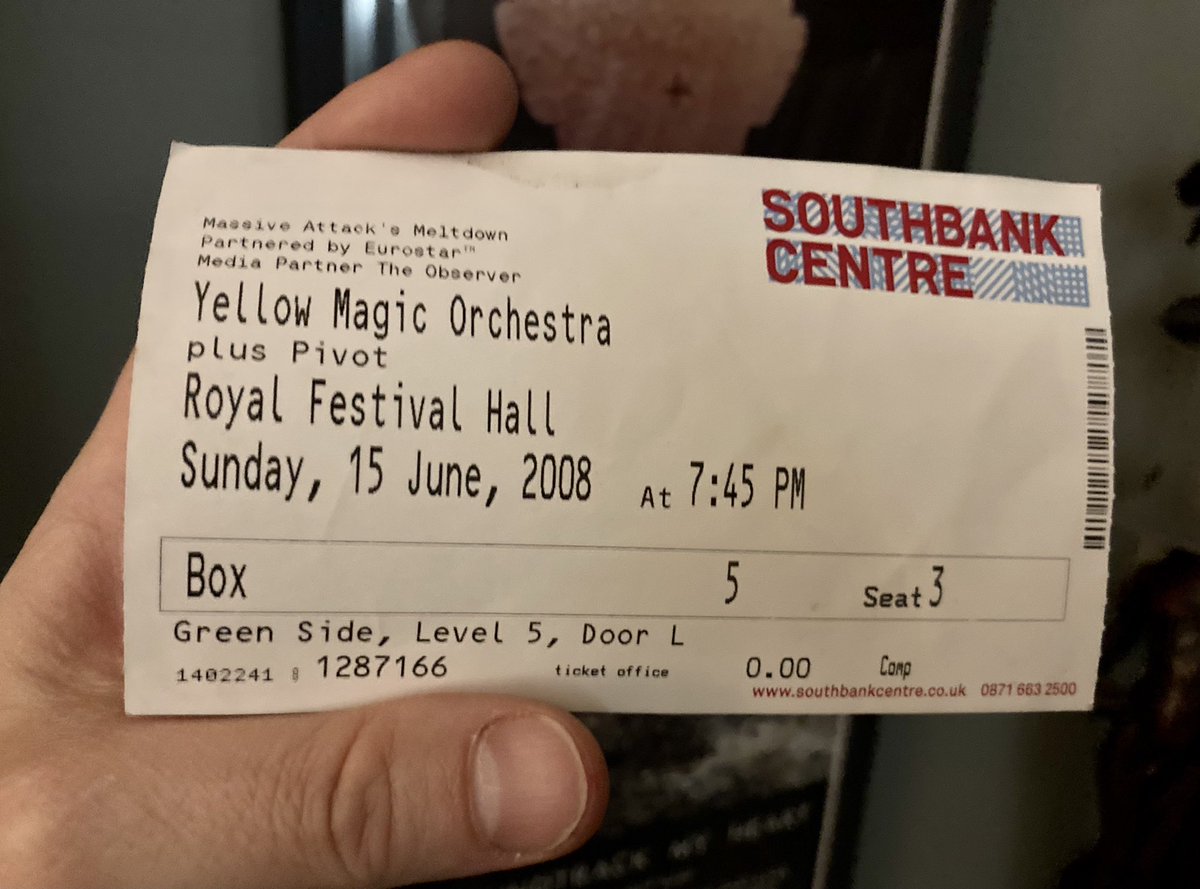 Massive Attack's Meltdown
Partnered by Eurostar™
Media Partner The Observer
Yellow Magic Orchestra
plus Pivot
Royal Festival Hall
Sunday, 15 June, 2008 At 7:45 PM
SOUTHBANK
CENTRE
Box 5 Seat 3
Green Side, Level 5, Door L
1402241 1287166 ticket office 0.00 Comp
www.southbankcentre.co.uk 0871 663 2500
MY HEART